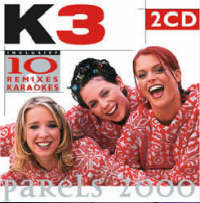 K3
2CD
INCLUSIEF
10
REMIXES
KARAOKES
PARELS 2000